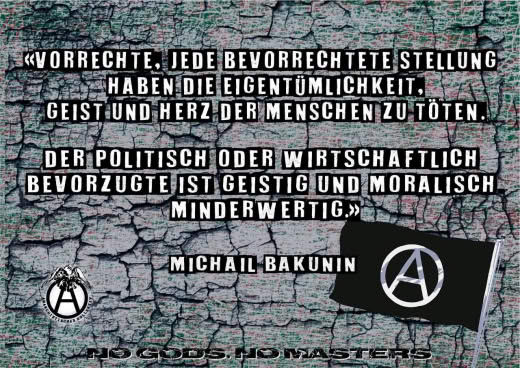 «VORRECHTE, JEDE BEVORRECHTETE STELLUNG
HABEN DIE EIGENTÜMLICHKEIT,
GEIST UND HERZ DER MENSCHEN ZU TÖTEN.
DER POLITISCH ODER WIRTSCHAFTLICH
BEVORZUGTE IST GEISTIG UND MORALISCH
MINDERWERTIG.»
MICHAIL BAKUNIN
NO GODS. NO MASTERS